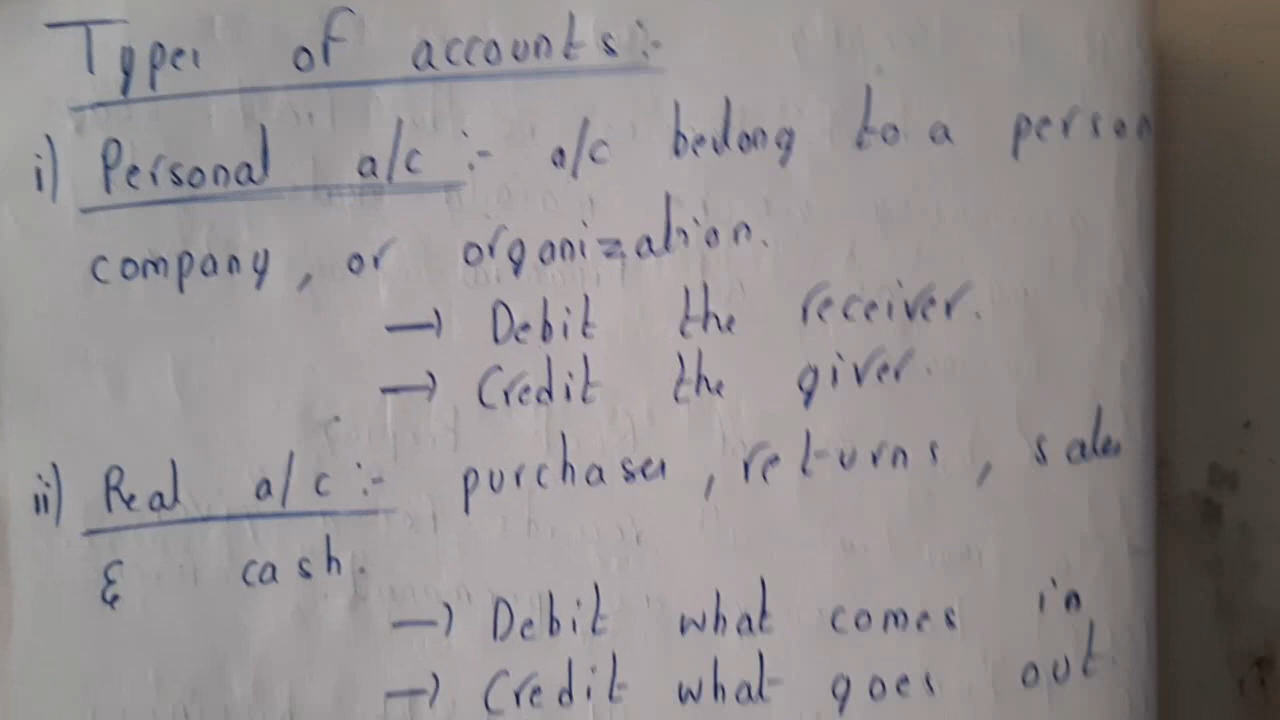 Types of accounts:-
i) Personal a/c :- a/c belong to a person
company, or organization.
→ Debit the receiver.
→ Credit the giver.
ii) Real a/c :- purchases, returns, sales
& cash.
→ Debit what comes in
→ Credit what goes out